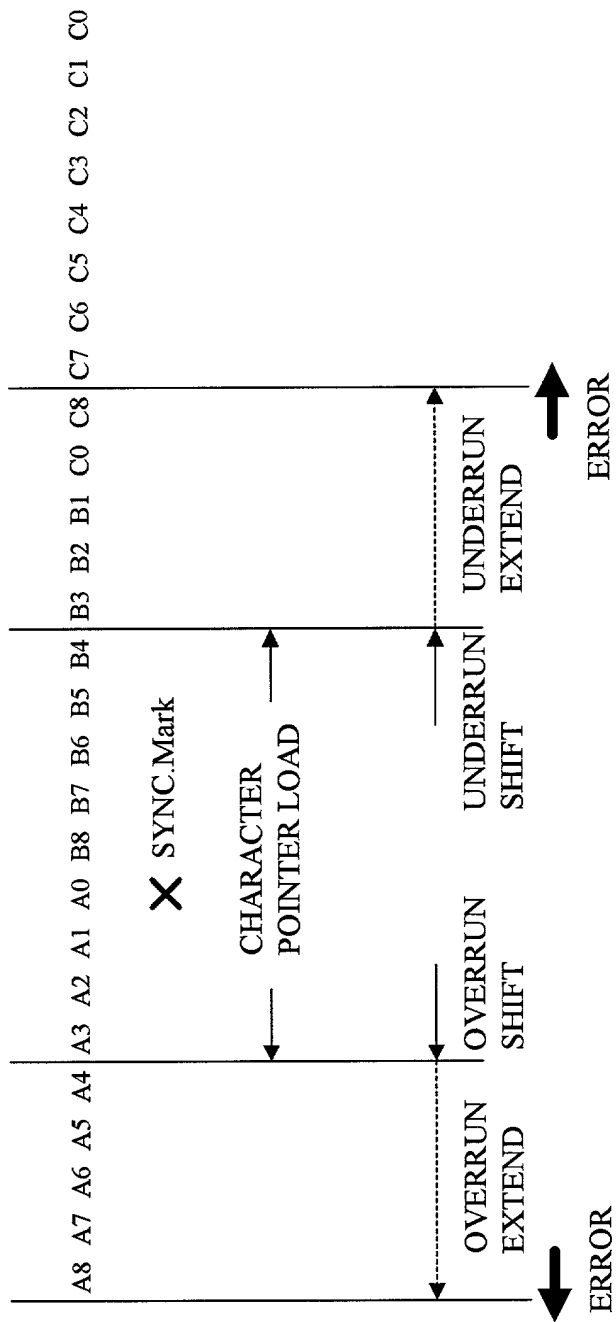 A8 A7 A6 A5 A4 A3 A2 A1 A0 B8 B7 B6 B5 B4 B3 B2 B1 C0 C8 C7 C6 C5 C4 C3 C2 C1 C0
SYNC.Mark
CHARACTER
POINTER LOAD
OVERRUN
EXTEND
OVERRUN
SHIFT
UNDERRUN
SHIFT
UNDERRUN
EXTEND
ERROR
ERROR